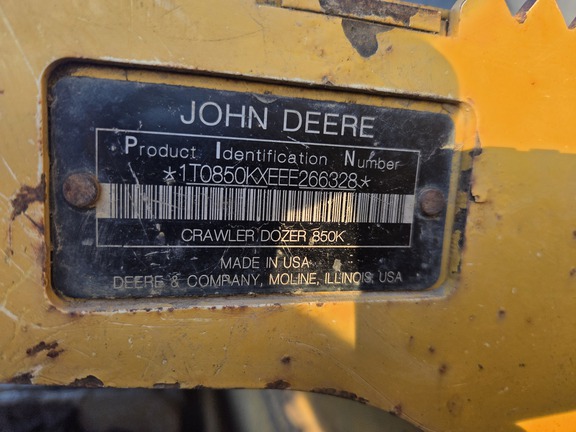 JOHN DEERE
Product Identification Number
*1T0850KXEEE266328*
CRAWLER DOZER 850K
MADE IN USA
DEERE & COMPANY, MOLINE, ILLINOIS, USA